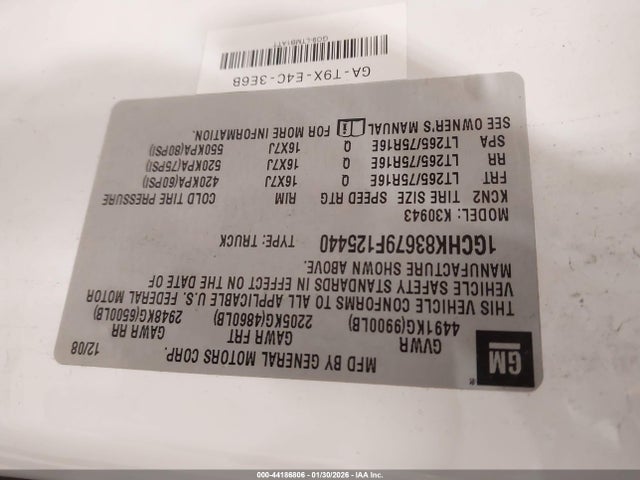 MFD BY GENERAL MOTORS CORP. 12/08
GVWR GAWR FRT GAWR RR
4491KG(9900LB) 2205KG(4860LB) 2948KG(6500LB)
THIS VEHICLE CONFORMS TO ALL APPLICABLE U.S. FEDERAL MOTOR
VEHICLE SAFETY STANDARDS IN EFFECT ON THE DATE OF
MANUFACTURE SHOWN ABOVE.
1GCHK83679F125440 TYPE: TRUCK
MODEL: K30943
KCN2 TIRE SIZE SPEED RTG RIM COLD TIRE PRESSURE
FRT LT265/75R16E Q 16X7J 420KPA(60PSI)
RR LT265/75R16E Q 16X7J 520KPA(75PSI)
SPA LT265/75R16E Q 16X7J 550KPA(80PSI)
SEE OWNER'S MANUAL FOR MORE INFORMATION.
GM
GA-T9X-E4C-3E6B
000-44186806 - 01/30/2026 - IAA Inc.